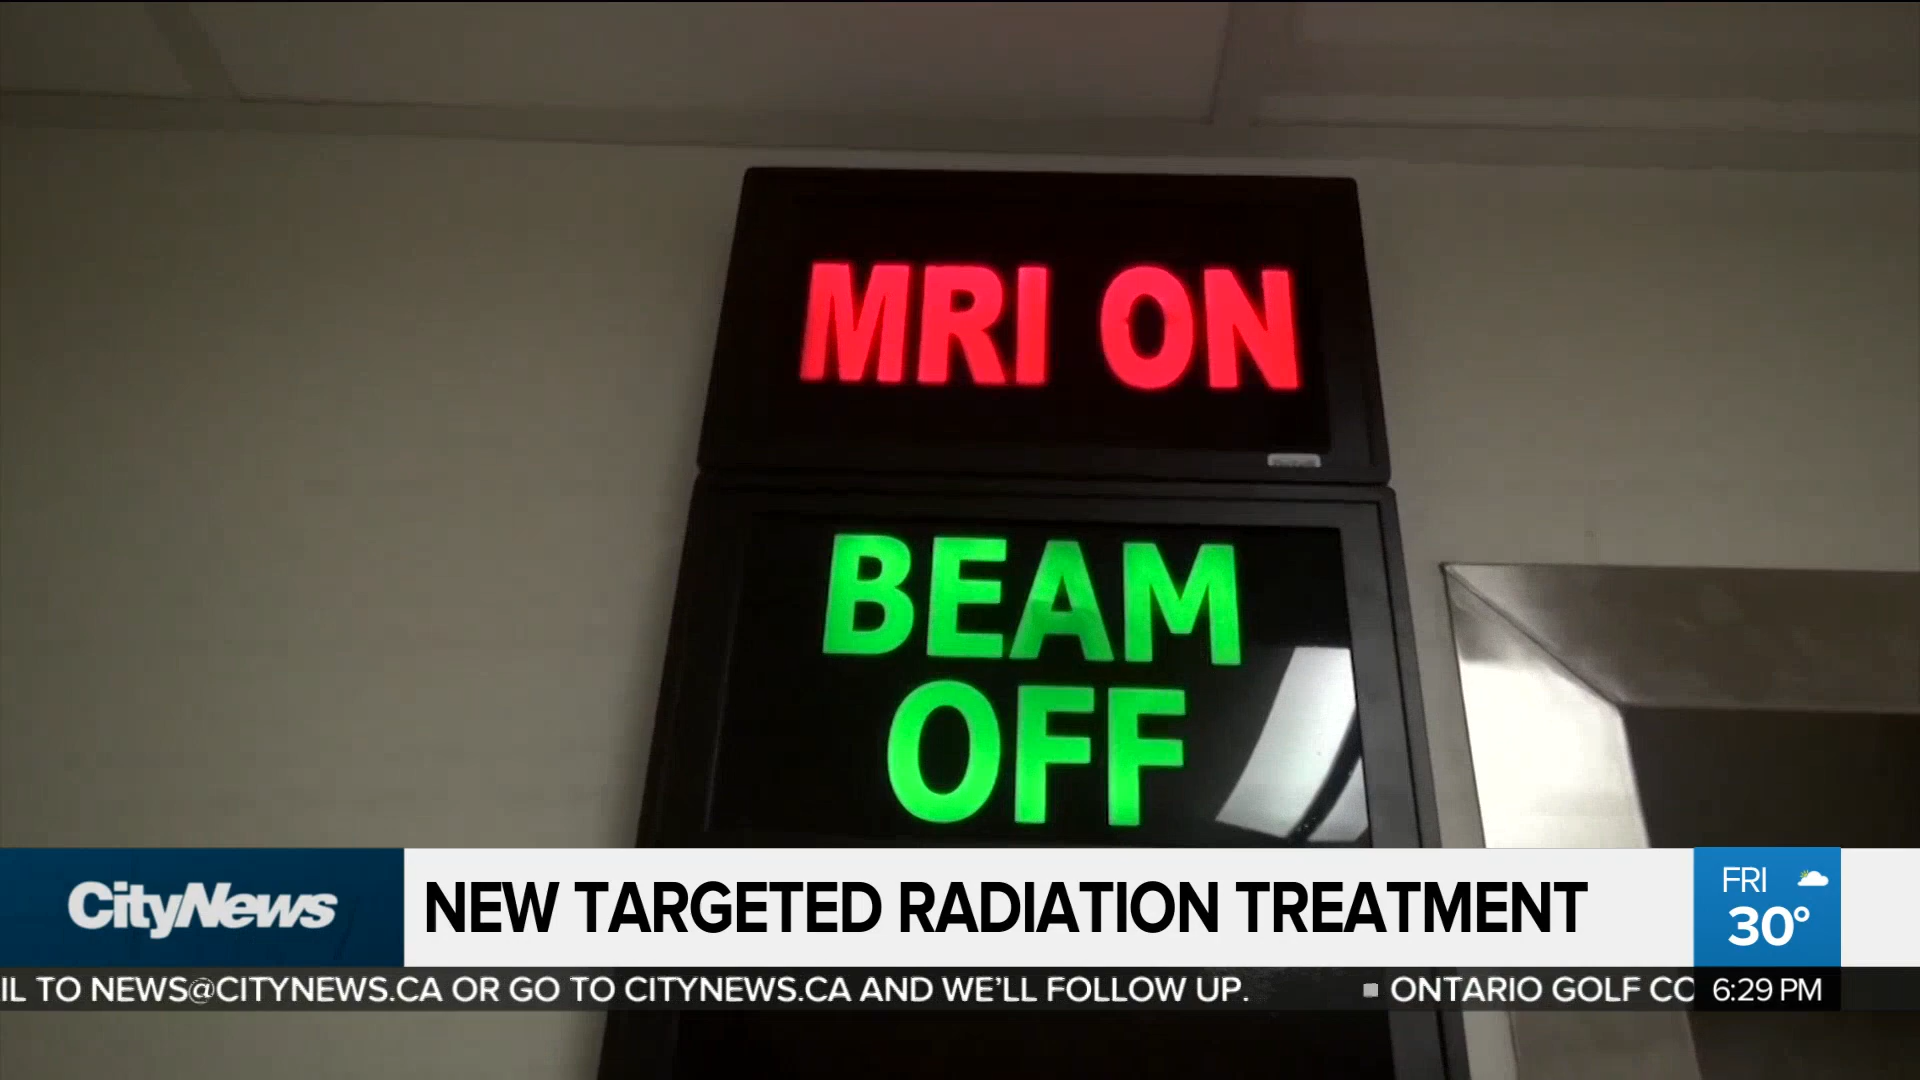 MRI ON
BEAM
OFF
CityNews
NEW TARGETED RADIATION TREATMENT
FRI
30°
IL TO NEWS@CITYNEWS.CA OR GO TO CITYNEWS.CA AND WE'LL FOLLOW UP.
ONTARIO GOLF CO
6:29 PM